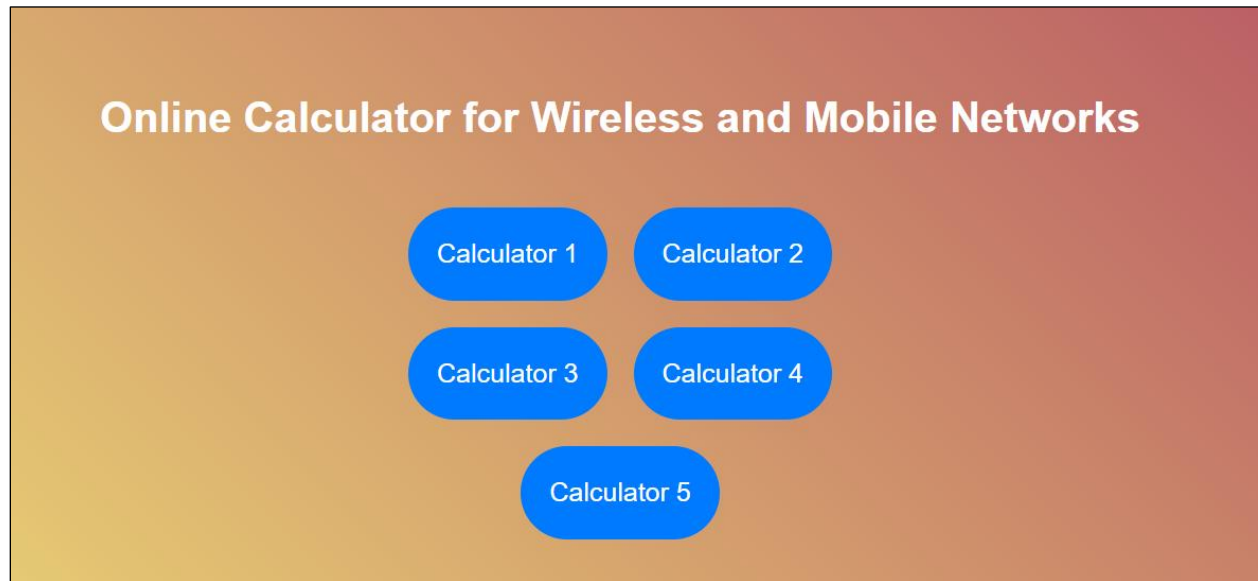 Online Calculator for Wireless and Mobile Networks
Calculator 1
Calculator 2
Calculator 3
Calculator 4
Calculator 5